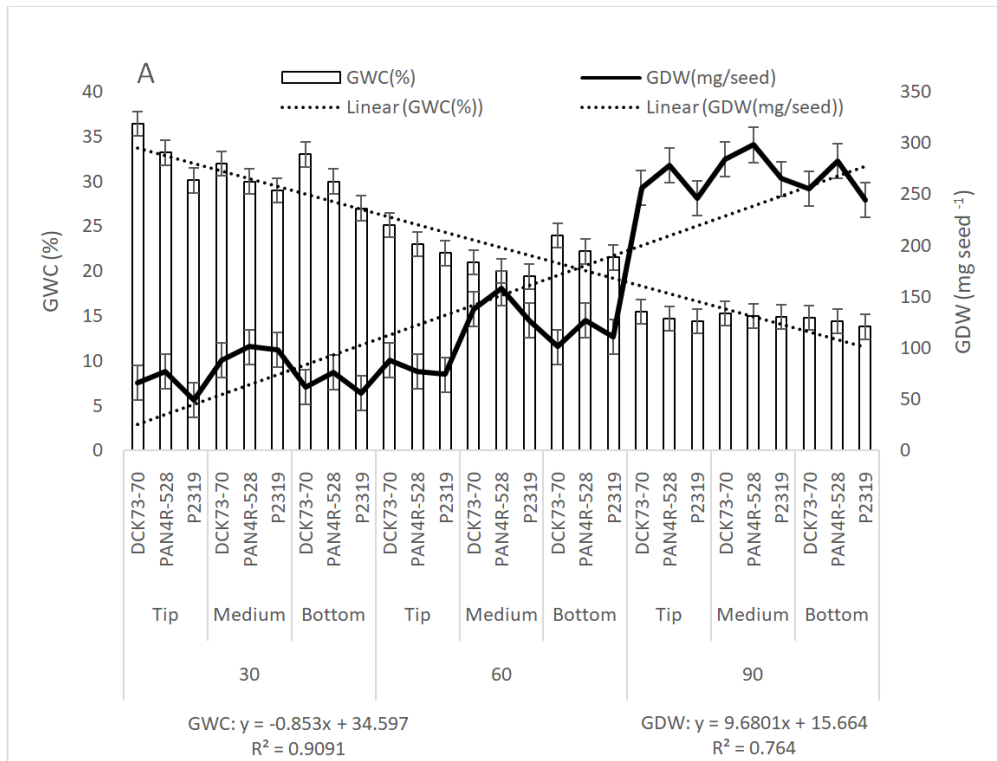 A
GWC(%)
GDW(mg/seed)
Linear (GWC(%))
Linear (GDW(mg/seed))
40
35
30
25
20
15
10
5
0
GWC (%)
350
300
250
200
150
100
50
0
GDW (mg seed -1)
DCK73-70
PAN4R-528
P2319
DCK73-70
PAN4R-528
P2319
DCK73-70
PAN4R-528
P2319
DCK73-70
PAN4R-528
P2319
DCK73-70
PAN4R-528
P2319
DCK73-70
PAN4R-528
P2319
DCK73-70
PAN4R-528
P2319
DCK73-70
PAN4R-528
P2319
DCK73-70
PAN4R-528
P2319
Tip
Medium
Bottom
Tip
Medium
Bottom
Tip
Medium
Bottom
30
60
90
GWC: y = -0.853x + 34.597
R² = 0.9091
GDW: y = 9.6801x + 15.664
R² = 0.764